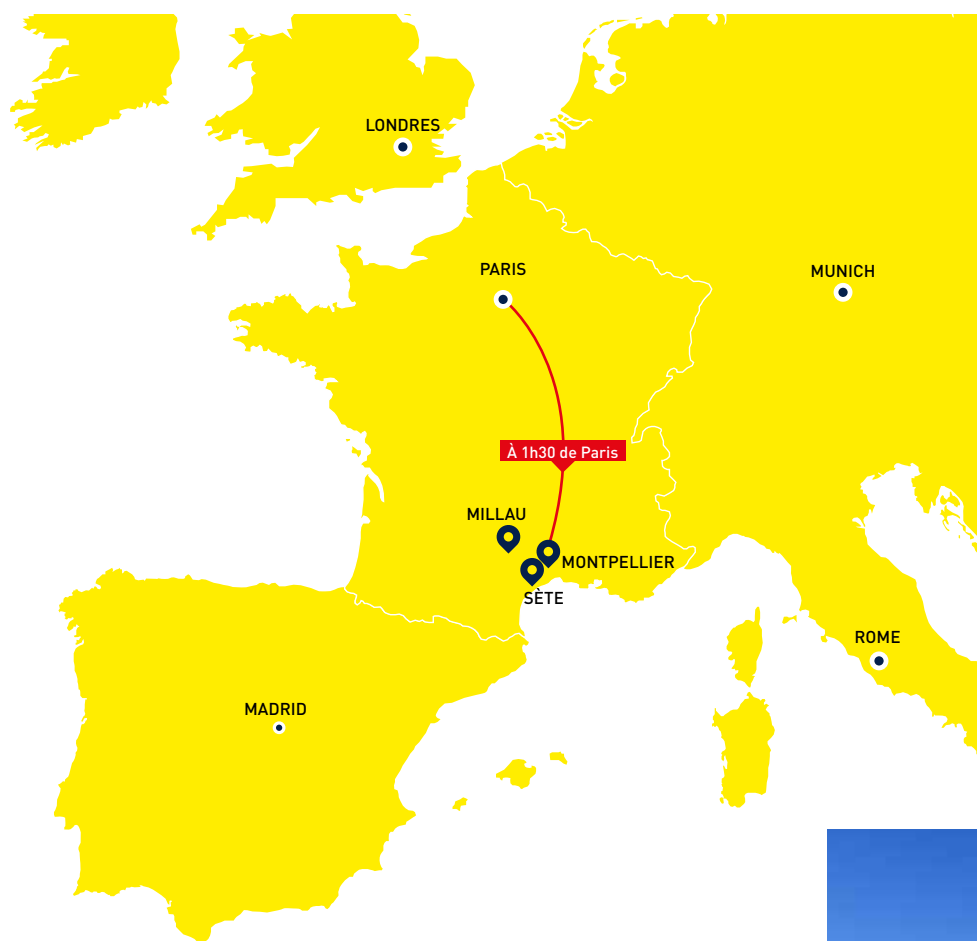 LONDRES
PARIS
MUNICH
À 1h30 de Paris
MILLAU
MONTPELLIER
SÈTE
ROME
MADRID